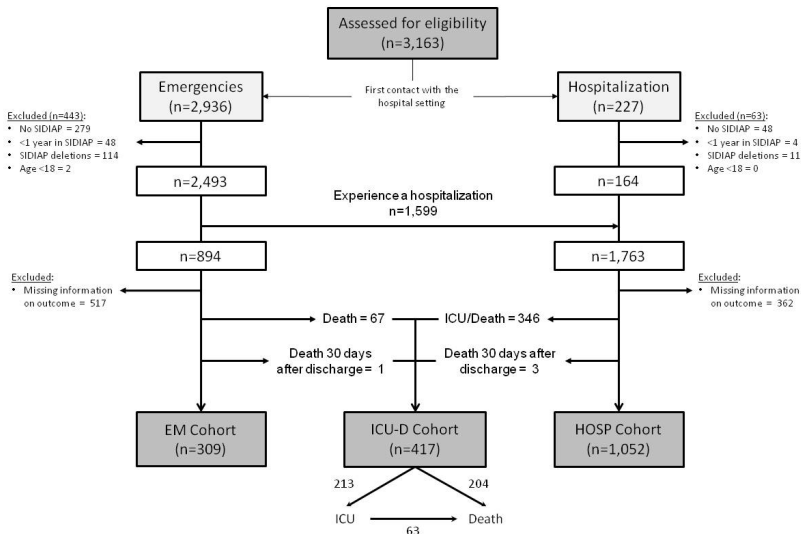 Assessed for eligibility
(n=3,163)
Emergencies
(n=2,936)
First contact with the
hospital setting
Hospitalization
(n=227)
Excluded (n=443):
• No SIDIAP = 279
• <1 year in SIDIAP = 48
• SIDIAP deletions = 114
• Age <18 = 2
Excluded (n=63):
• No SIDIAP = 48
• <1 year in SIDIAP = 4
• SIDIAP deletions = 11
• Age <18 = 0
n=2,493
n=164
Experience a hospitalization
n=1,599
n=894
n=1,763
Excluded:
• Missing information
on outcome = 517
Excluded:
• Missing information
on outcome = 362
Death = 67
ICU/Death = 346
Death 30 days
after discharge = 1
Death 30 days after
discharge = 3
EM Cohort
(n=309)
ICU-D Cohort
(n=417)
HOSP Cohort
(n=1,052)
213
204
ICU
Death
63